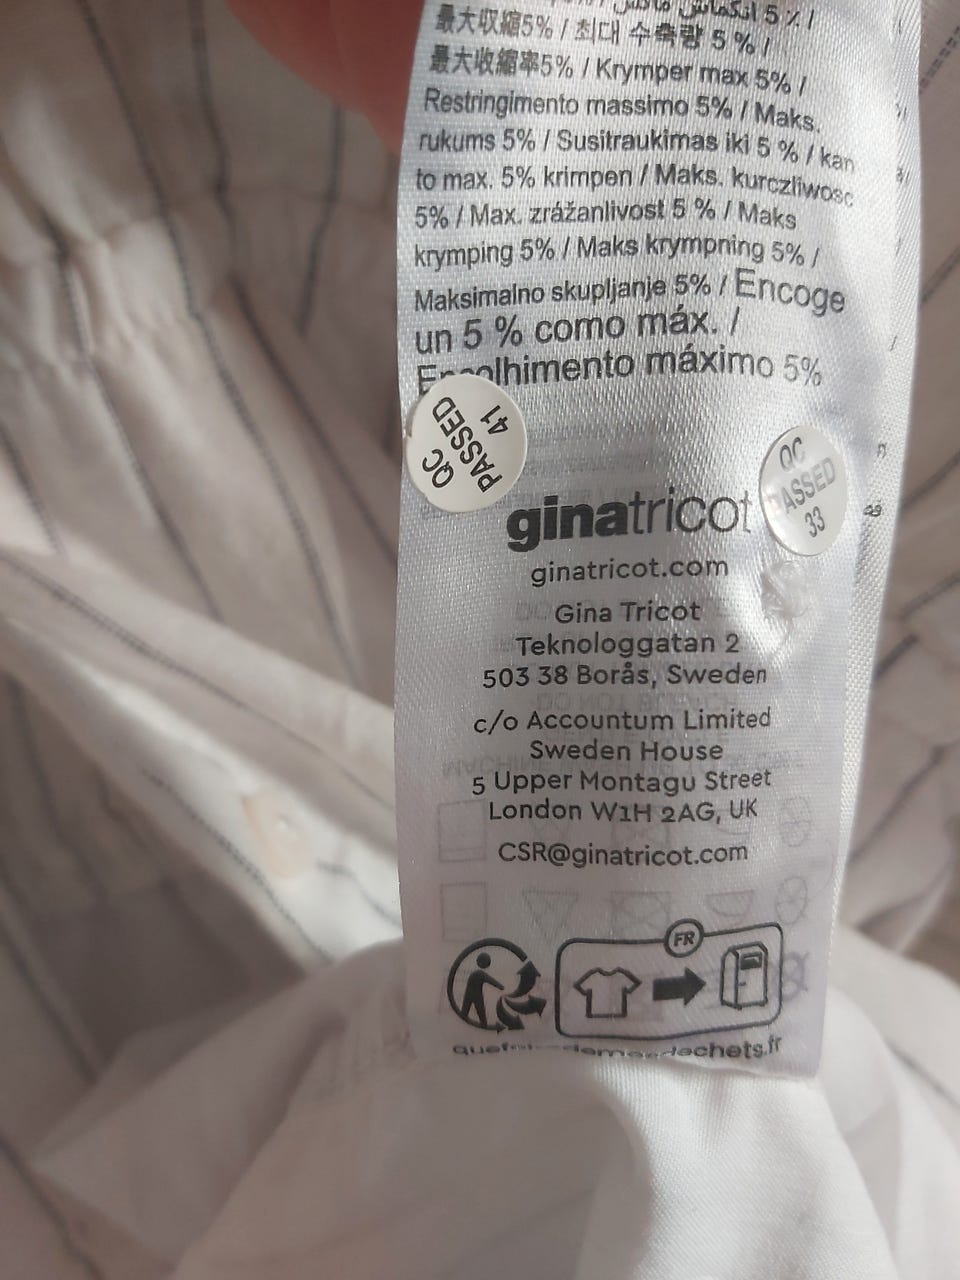 انكماش 5٪ /
最大収縮5% / 최대 수축량 5 % /
最大收縮率5% / Krymper max 5% /
Restringimento massimo 5% / Maks.
rukums 5% / Susitraukimas iki 5 % / kan
to max. 5% krimpen / Maks. kurczliwosc
5% / Max. zrážanlivost 5 % / Maks
krymping 5% / Maks krympning 5% /
Maksimalno skupljanje 5% / Encoge
un 5 % como máx. /
máximo 5%
QC
PASSED
41
QC
PASSED
33
ginatricot
ginatricot.com
Gina Tricot
Teknologgatan 2
503 38 Borås, Sweden
c/o Accountum Limited
Sweden House
5 Upper Montagu Street
London W1H 2AG, UK
CSR@ginatricot.com
FR